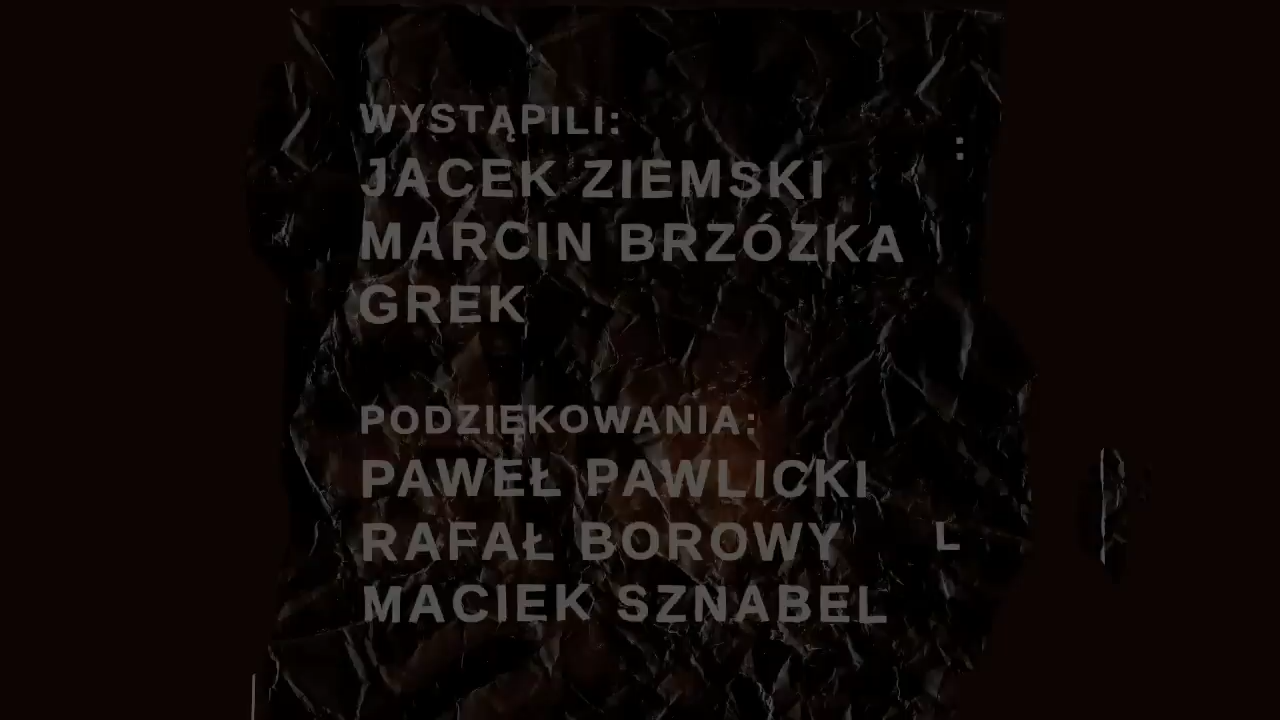 WYSTĄPILI:
JACEK ZIEMSKI
MARCIN BRZÓZKA
GREK
:
PODZIĘKOWANIA:
PAWEŁ PAWLICKI
RAFAŁ BOROWY
L
MACIEK SZNABEL